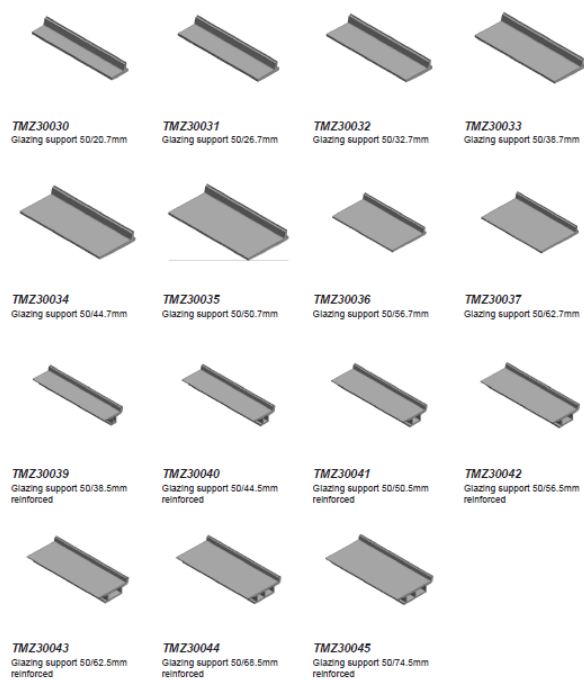 TMZ30030
Glazing support 50/20.7mm
TMZ30031
Glazing support 50/26.7mm
TMZ30032
Glazing support 50/32.7mm
TMZ30033
Glazing support 50/38.7mm
TMZ30034
Glazing support 50/44.7mm
TMZ30035
Glazing support 50/50.7mm
TMZ30036
Glazing support 50/56.7mm
TMZ30037
Glazing support 50/62.7mm
TMZ30039
Glazing support 50/38.5mm
reinforced
TMZ30040
Glazing support 50/44.5mm
reinforced
TMZ30041
Glazing support 50/50.5mm
reinforced
TMZ30042
Glazing support 50/56.5mm
reinforced
TMZ30043
Glazing support 50/62.5mm
reinforced
TMZ30044
Glazing support 50/68.5mm
reinforced
TMZ30045
Glazing support 50/74.5mm
reinforced